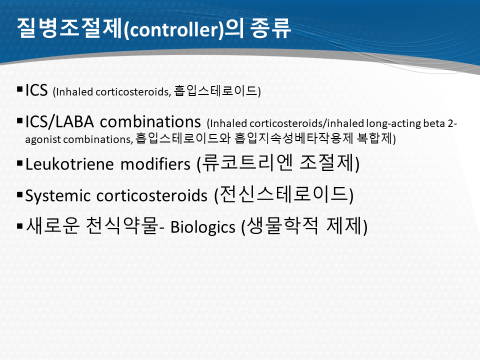 질병조절제(controller)의 종류
▪ICS (Inhaled corticosteroids, 흡입스테로이드)
▪ICS/LABA combinations (Inhaled corticosteroids/inhaled long-acting beta 2-
agonist combinations, 흡입스테로이드와 흡입지속성베타작용제 복합제)
▪Leukotriene modifiers (류코트리엔 조절제)
▪Systemic corticosteroids (전신스테로이드)
▪새로운 천식약물- Biologics (생물학적 제제)